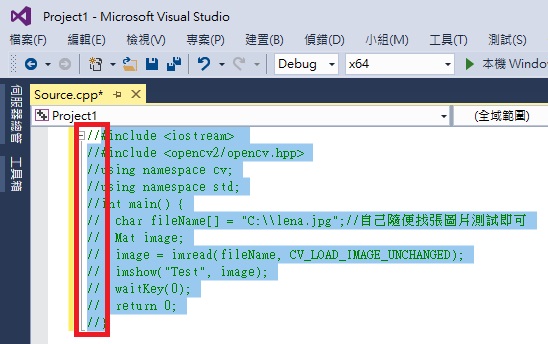 Project1 - Microsoft Visual Studio
檔案(F) 編輯(E) 檢視(V) 專案(P) 建置(B) 偵錯(D) 小組(M) 工具(T) 測試(S)
Debug x64 本機 Windo
伺服器總管
工具箱
Source.cpp*
Project1 (全域範圍)
//#include <iostream>
//#include <opencv2/opencv.hpp>
//using namespace cv;
//using namespace std;
//int main() {
// char fileName[] = "C:\\lena.jpg";//自己隨便找張圖片測試即可
// Mat image;
// image = imread(fileName, CV_LOAD_IMAGE_UNCHANGED);
// imshow("Test", image);
// waitKey(0);
// return 0;
//}